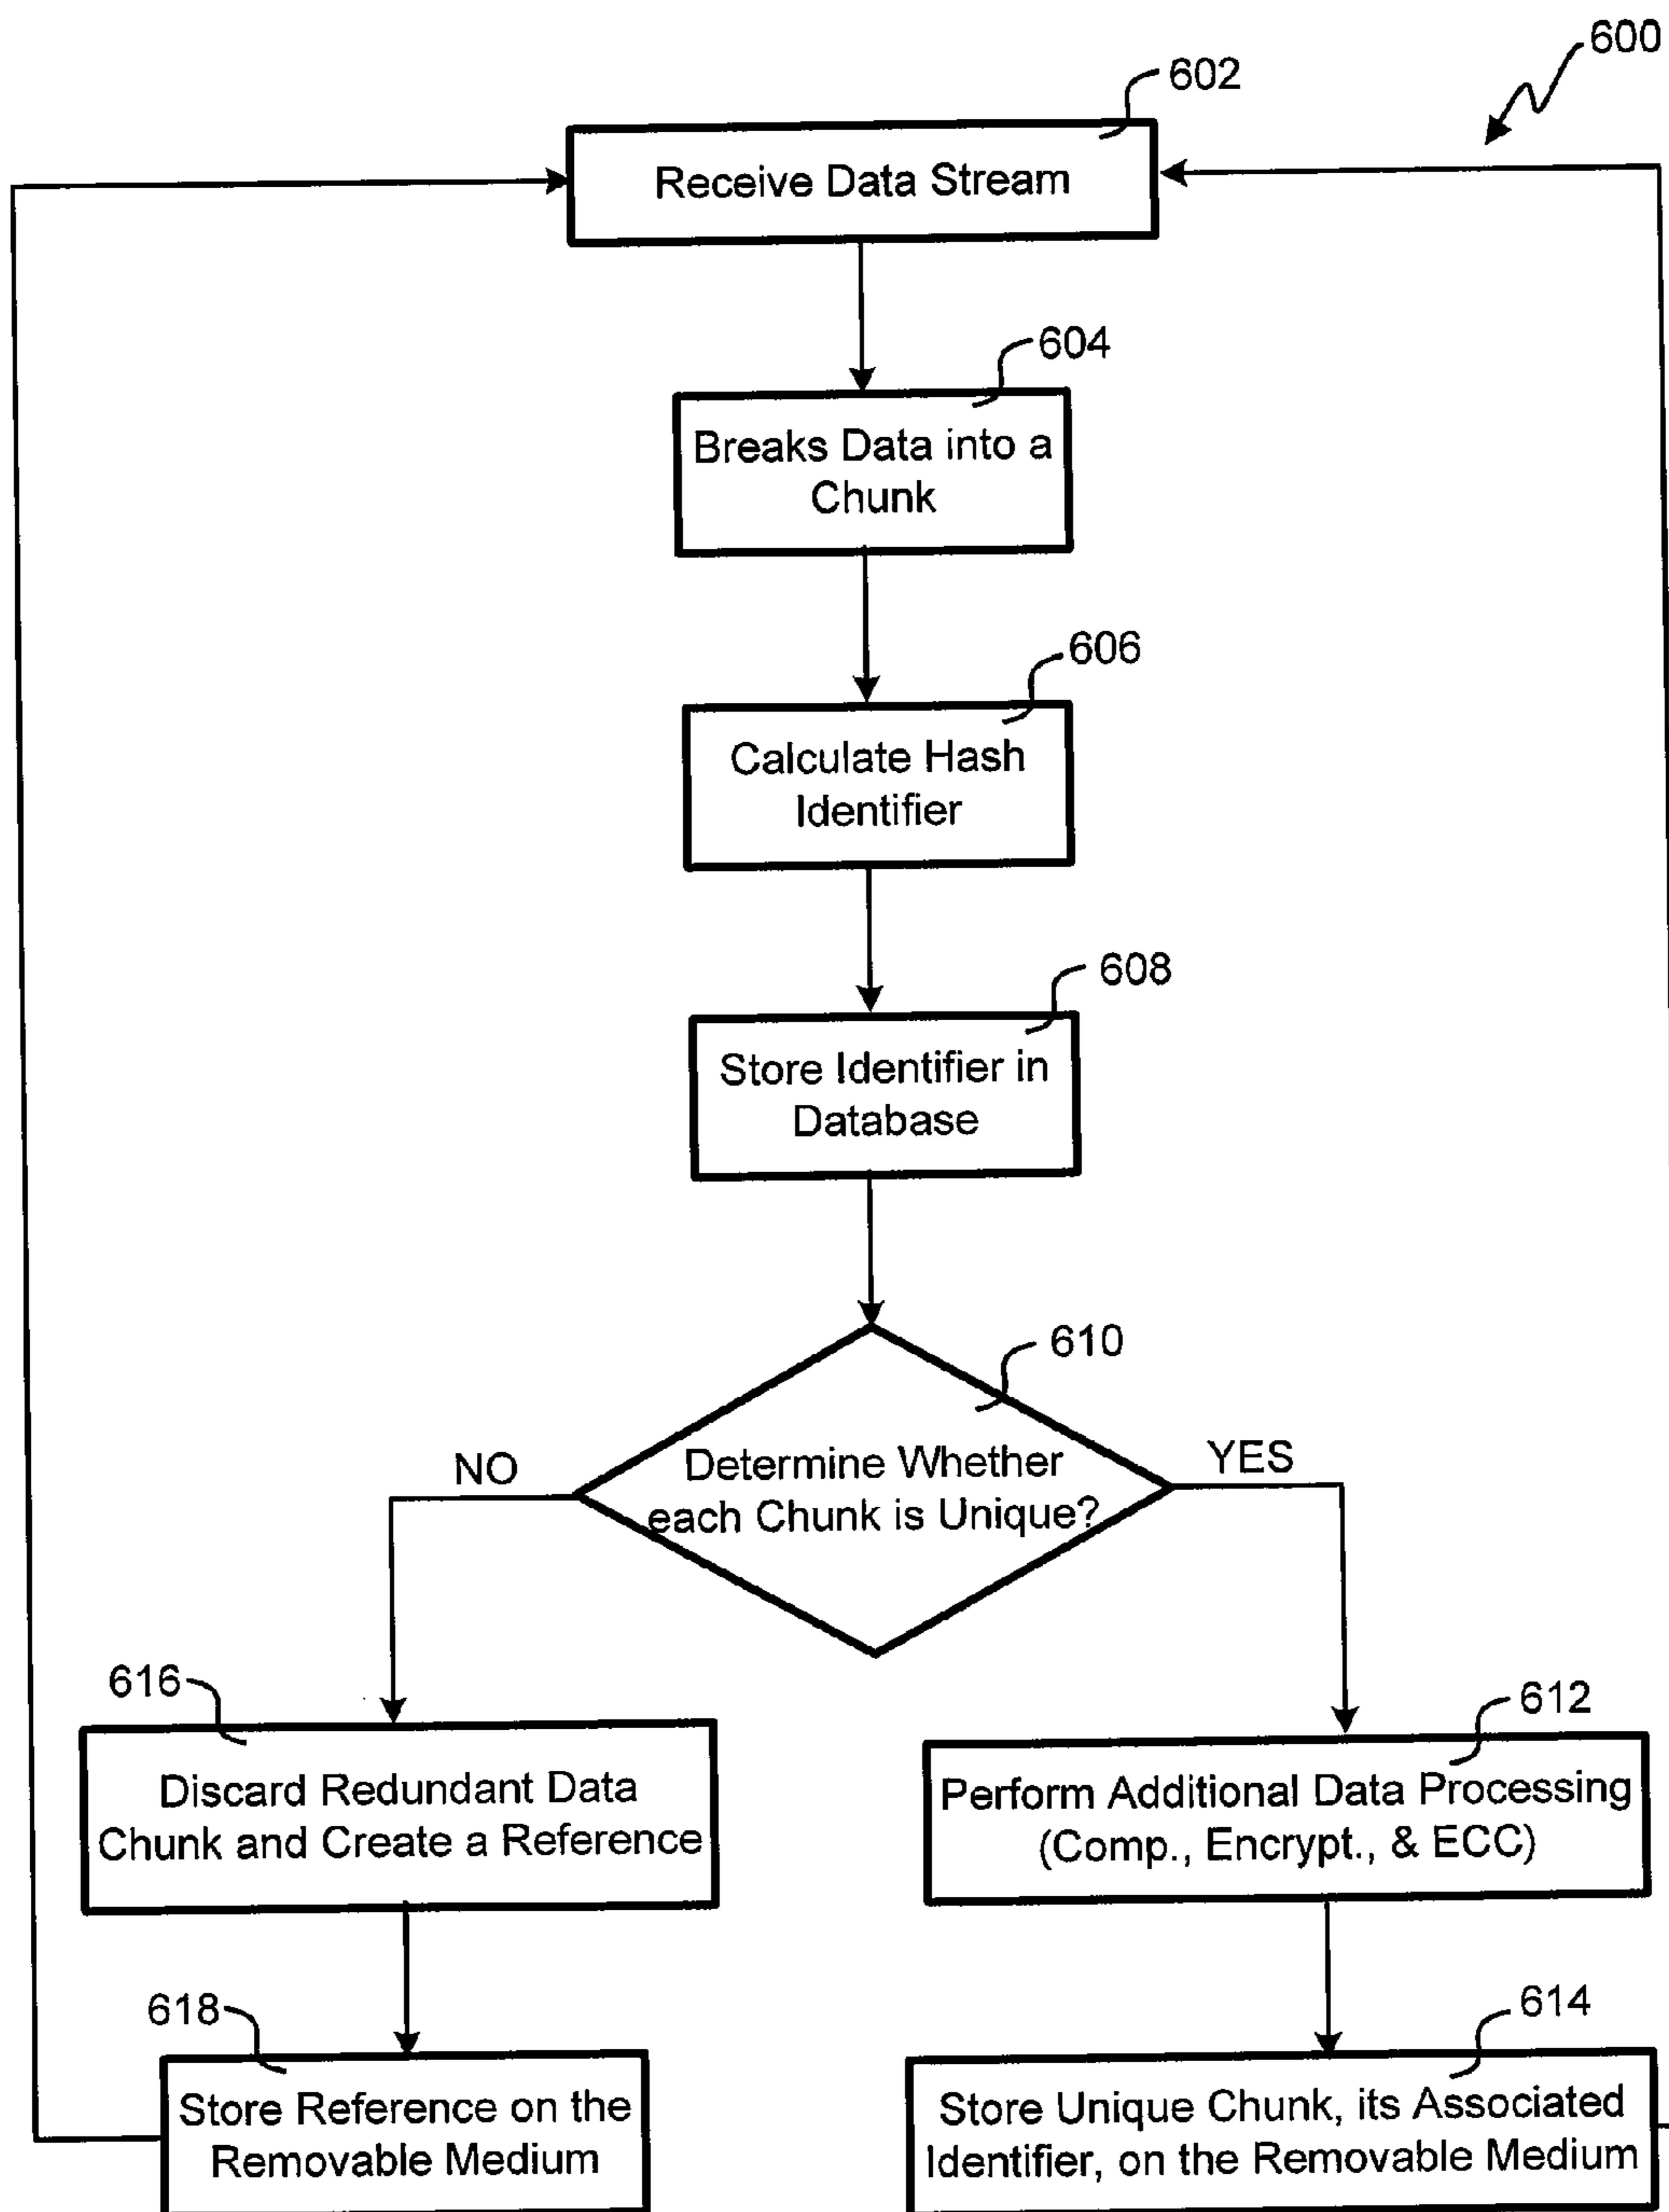 600
602
Receive Data Stream
604
Breaks Data into a
Chunk
606
Calculate Hash
Identifier
608
Store Identifier in
Database
610
Determine Whether
each Chunk is Unique?
NO
YES
616
Discard Redundant Data
Chunk and Create a Reference
612
Perform Additional Data Processing
(Comp., Encrypt., & ECC)
618
Store Reference on the
Removable Medium
614
Store Unique Chunk, its Associated
Identifier, on the Removable Medium